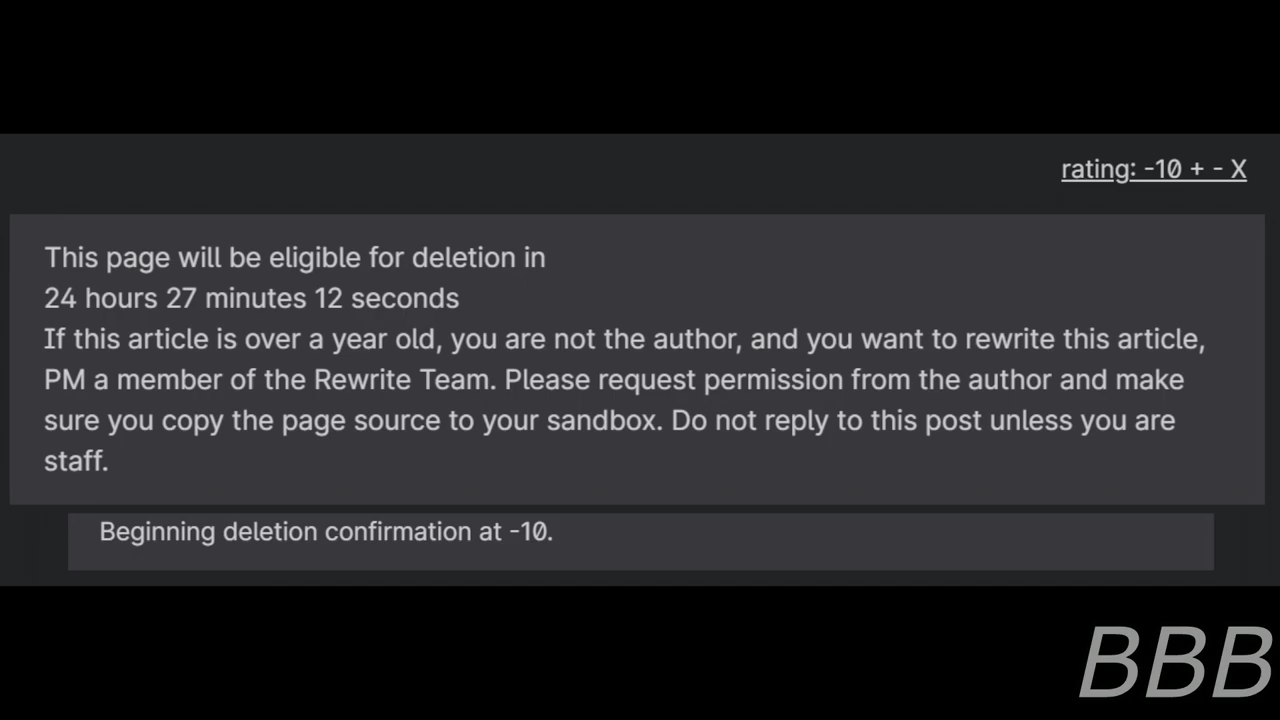 rating: -10 + - X
This page will be eligible for deletion in
24 hours 27 minutes 12 seconds
If this article is over a year old, you are not the author, and you want to rewrite this article,
PM a member of the Rewrite Team. Please request permission from the author and make
sure you copy the page source to your sandbox. Do not reply to this post unless you are
staff.
Beginning deletion confirmation at -10.
BBB